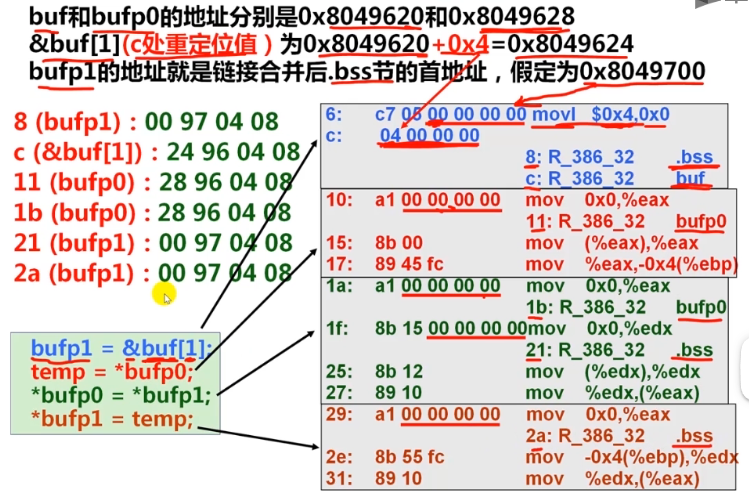 buf和bufp0的地址分别是0x8049620和0x8049628
&buf[1](c处重定位值)为0x8049620+0x4=0x8049624
bufp1的地址就是链接合并后.bss节的首地址，假定为0x8049700
8 (bufp1)：00 97 04 08
c (&buf[1])：24 96 04 08
11 (bufp0)：28 96 04 08
1b (bufp0)：28 96 04 08
21 (bufp1)：00 97 04 08
2a (bufp1)：00 97 04 08
bufp1 = &buf[1];
temp = *bufp0;
*bufp0 = *bufp1;
*bufp1 = temp;
6: c7 05 00 00 00 00 movl $0x4,0x0
c: 04 00 00 00
8: R_386_32 .bss
c: R_386_32 buf
10: a1 00 00 00 00 mov 0x0,%eax
11: R_386_32 bufp0
15: 8b 00 mov (%eax),%eax
17: 89 45 fc mov %eax,-0x4(%ebp)
1a: a1 00 00 00 00 mov 0x0,%eax
1b: R_386_32 bufp0
1f: 8b 15 00 00 00 00 mov 0x0,%edx
21: R_386_32 .bss
25: 8b 12 mov (%edx),%edx
27: 89 10 mov %edx,(%eax)
29: a1 00 00 00 00 mov 0x0,%eax
2a: R_386_32 .bss
2e: 8b 55 fc mov -0x4(%ebp),%edx
31: 89 10 mov %edx,(%eax)